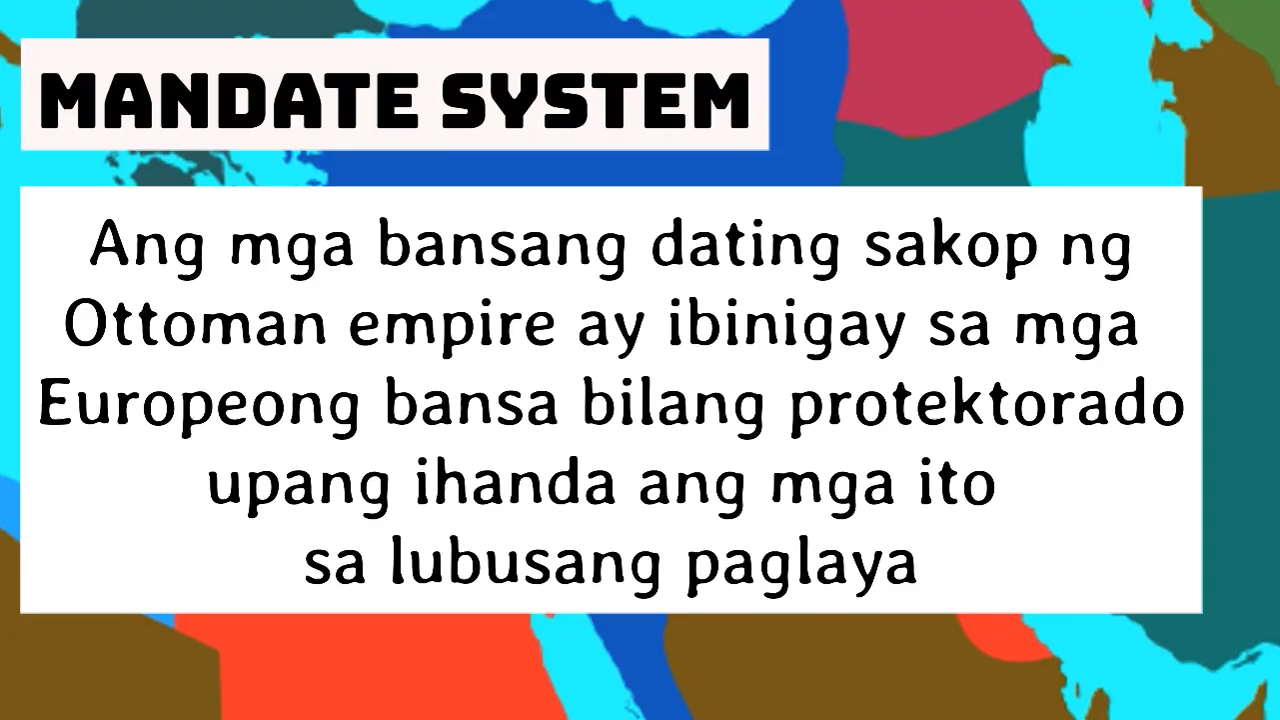 MANDATE SYSTEM
Ang mga bansang dating sakop ng
Ottoman empire ay ibinigay sa mga
Europeong bansa bilang protektorado
upang ihanda ang mga ito
sa lubusang paglaya